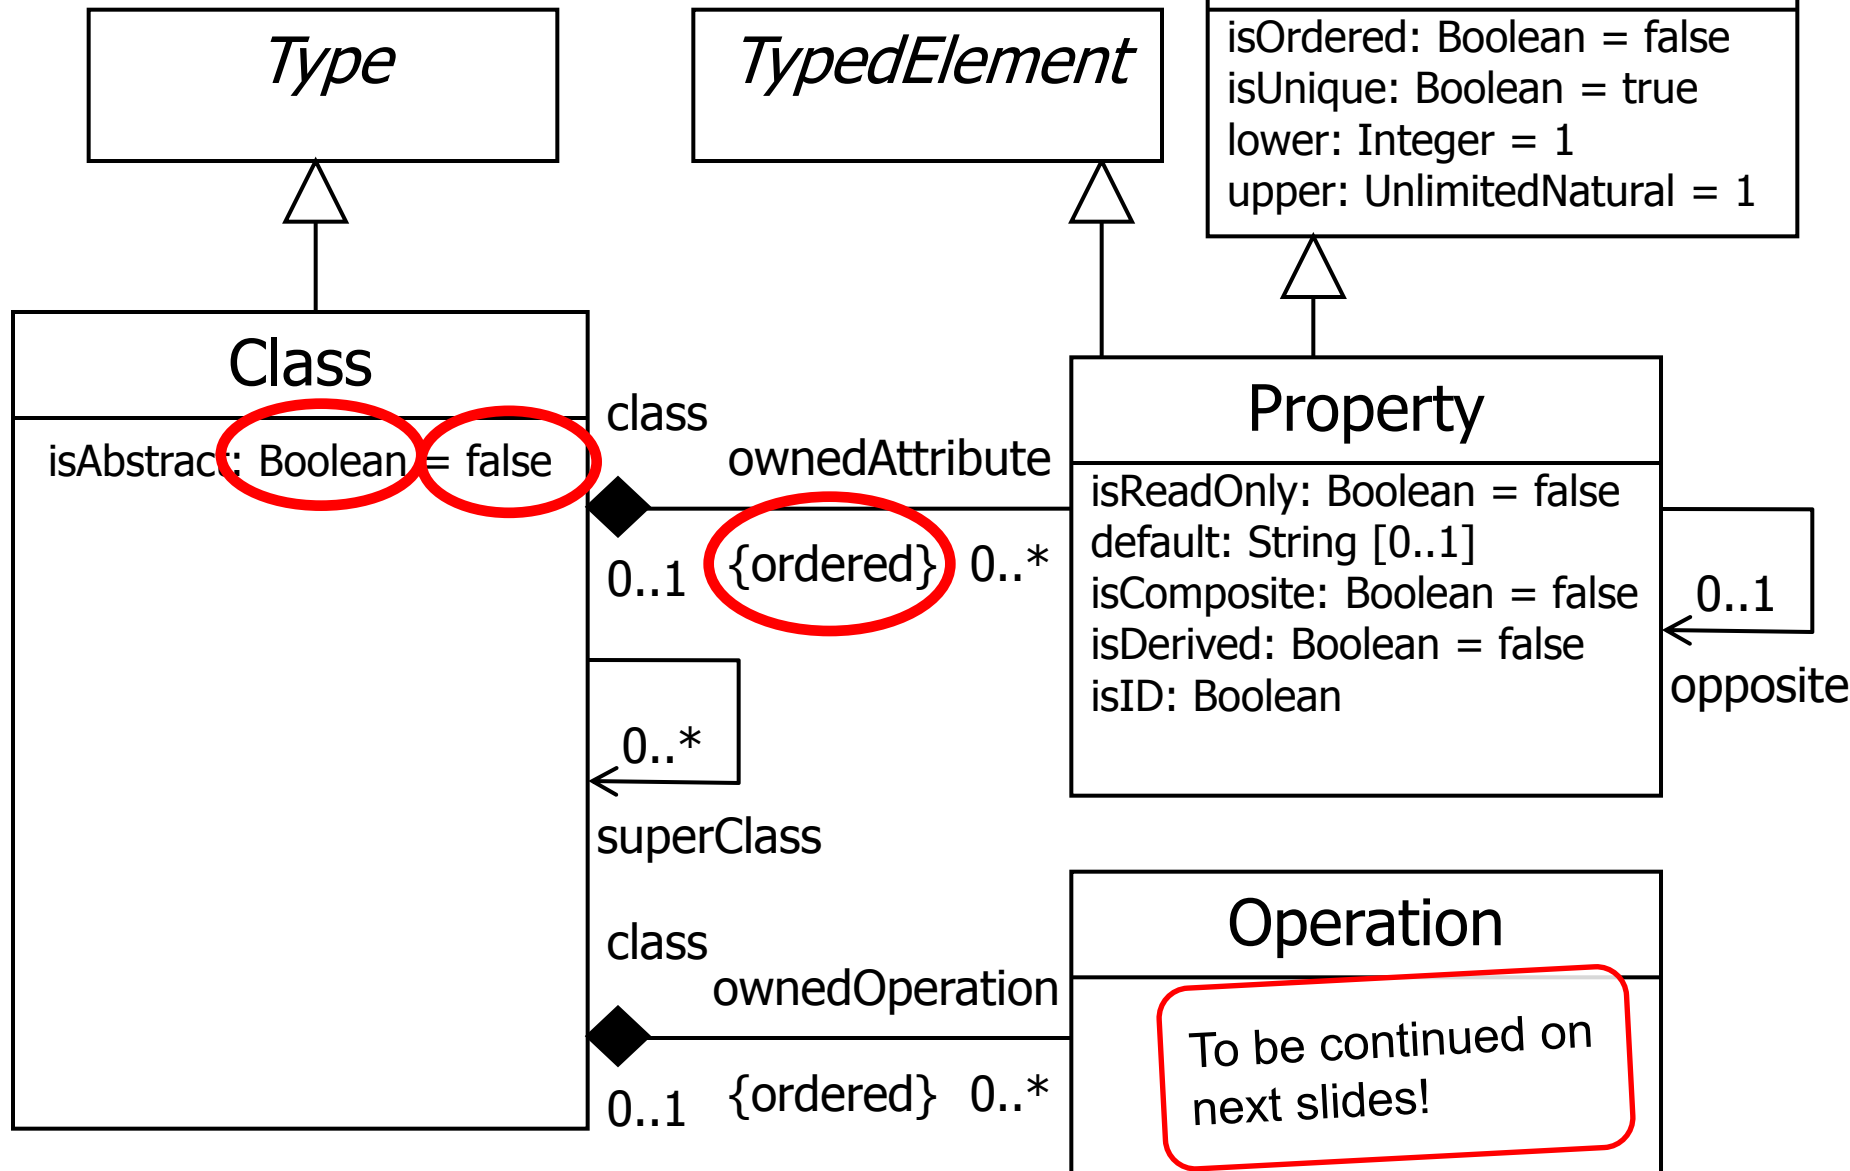 Type
TypedElement
isOrdered: Boolean = false
isUnique: Boolean = true
lower: Integer = 1
upper: UnlimitedNatural = 1
Class
isAbstract: Boolean = false
class
ownedAttribute
0..1
{ordered}
0..*
Property
isReadOnly: Boolean = false
default: String [0..1]
isComposite: Boolean = false
isDerived: Boolean = false
isID: Boolean
0..1
opposite
0..*
superClass
class
ownedOperation
0..1
{ordered}
0..*
Operation
To be continued on
next slides!